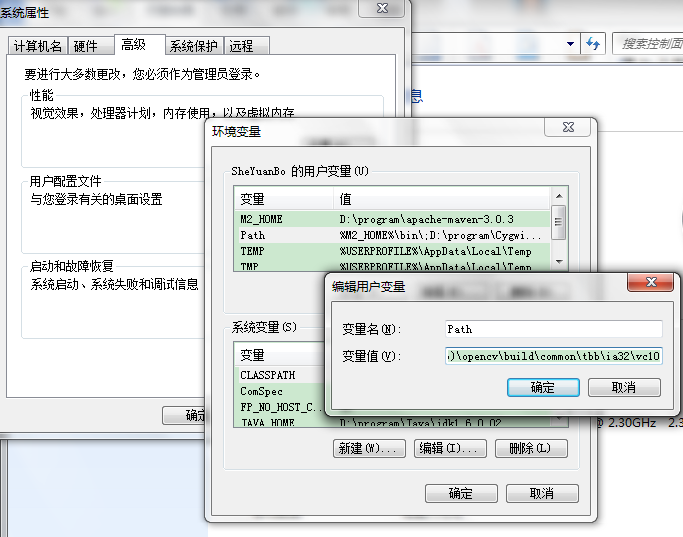 系统属性
计算机名 硬件 高级 系统保护 远程
要进行大多数更改，您必须作为管理员登录。
性能
视觉效果，处理器计划，内存使用，以及虚拟内存
用户配置文件
与您登录有关的桌面设置
启动和故障恢复
系统启动、系统失败和调试信息
确定
搜索控制面
息
环境变量
SheYuanBo 的用户变量(U)
变量 值
M2_HOME D:\program\apache-maven-3.0.3
Path %M2_HOME%\bin\;D:\program\Cygwi...
TEMP %USERPROFILE%\AppData\Local\Temp
TMP %USERPROFILE%\AppData\Local\Temp
系统变量(S)
变量
CLASSPATH
ComSpec
FP_NO_HOST_C...
JAVA_HOME D:\program\Java\jdk1.6.0_02
新建(W)... 编辑(I)... 删除(L)
确定 取消
编辑用户变量
变量名(N): Path
变量值(V): )\opencv\build\common\tbb\ia32\vc10
确定 取消
@ 2.30GHz 2.3